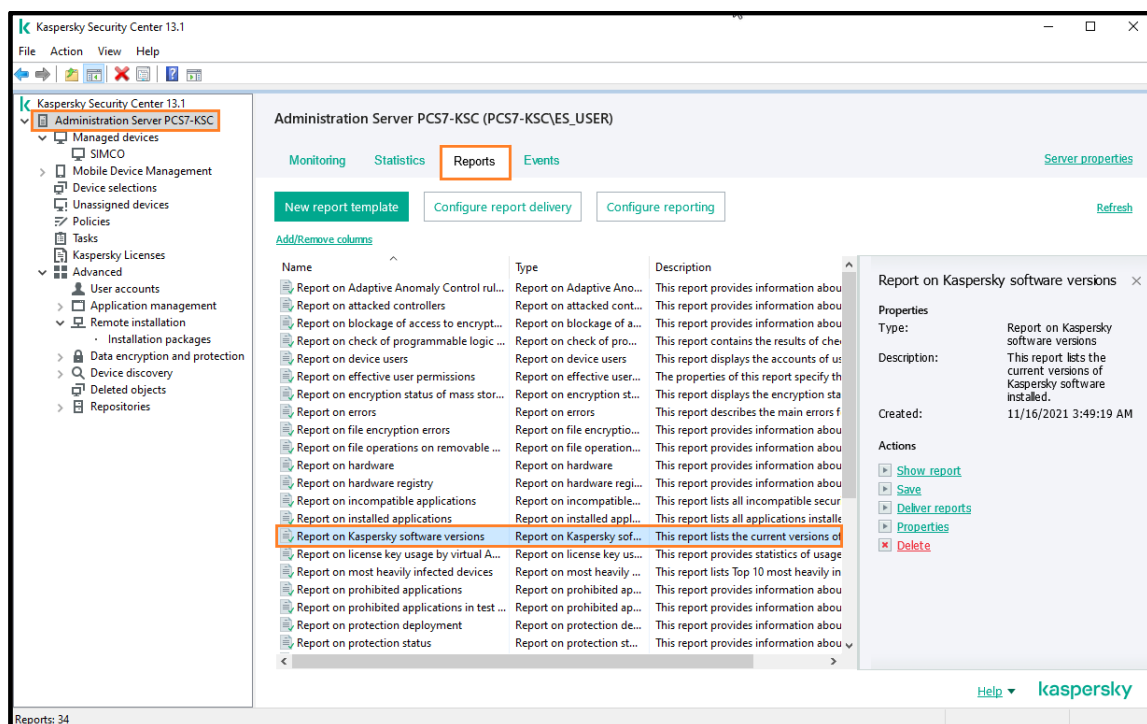 Kaspersky Security Center 13.1
File Action View Help
Kaspersky Security Center 13.1
Administration Server PCS7-KSC
Managed devices
SIMCO
Mobile Device Management
Device selections
Unassigned devices
Policies
Tasks
Kaspersky Licenses
Advanced
User accounts
Application management
Remote installation
Installation packages
Data encryption and protection
Device discovery
Deleted objects
Repositories
Administration Server PCS7-KSC (PCS7-KSC\ES_USER)
Monitoring Statistics Reports Events Server properties
New report template Configure report delivery Configure reporting Refresh
Add/Remove columns
Name Type Description
Report on Adaptive Anomaly Control rul... Report on Adaptive Ano... This report provides information abou
Report on attacked controllers Report on attacked cont... This report provides information abou
Report on blockage of access to encrypt... Report on blockage of a... This report provides information abou
Report on check of programmable logic ... Report on check of pro... This report contains the results of che
Report on device users Report on device users This report displays the accounts of us
Report on effective user permissions Report on effective user... The properties of this report specify th
Report on encryption status of mass stor... Report on encryption st... This report displays the encryption sta
Report on errors Report on errors This report describes the main errors f
Report on file encryption errors Report on file encryptio... This report provides information abou
Report on file operations on removable ... Report on file operation... This report provides information abou
Report on hardware Report on hardware This report provides information abou
Report on hardware registry Report on hardware regi... This report provides information abou
Report on incompatible applications Report on incompatible... This report lists all incompatible secur
Report on installed applications Report on installed appl... This report lists all applications installe
Report on Kaspersky software versions Report on Kaspersky sof... This report lists the current versions of
Report on license key usage by virtual A... Report on license key us... This report provides statistics of usage
Report on most heavily infected devices Report on most heavily ... This report lists Top 10 most heavily in
Report on prohibited applications Report on prohibited ap... This report provides information abou
Report on prohibited applications in test ... Report on prohibited ap... This report provides information abou
Report on protection deployment Report on protection de... This report provides information abou
Report on protection status Report on protection st... This report provides information abou
Report on Kaspersky software versions
Properties
Type: Report on Kaspersky
software versions
Description: This report lists the
current versions of
Kaspersky software
installed.
Created: 11/16/2021 3:49:19 AM
Actions
Show report
Save
Deliver reports
Properties
Delete
Help kaspersky
Reports: 34